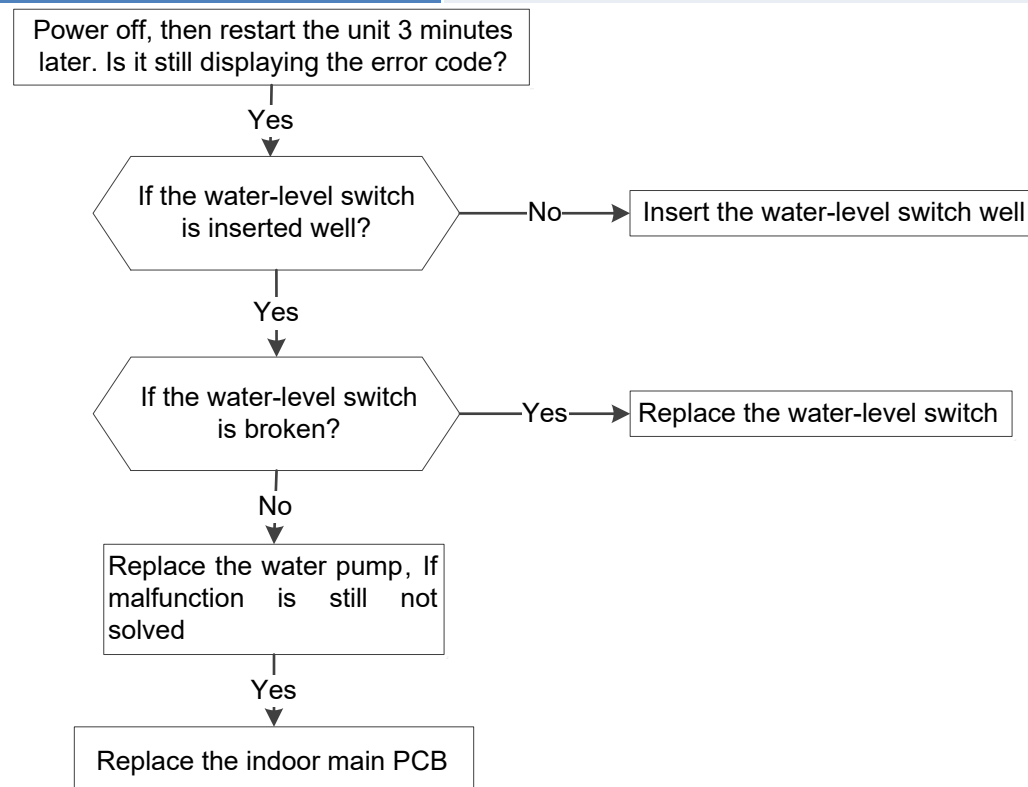 Power off, then restart the unit 3 minutes
later. Is it still displaying the error code?
Yes
If the water-level switch
is inserted well?
No
Insert the water-level switch well
Yes
If the water-level switch
is broken?
Yes
Replace the water-level switch
No
Replace the water pump, If
malfunction is still not
solved
Yes
Replace the indoor main PCB